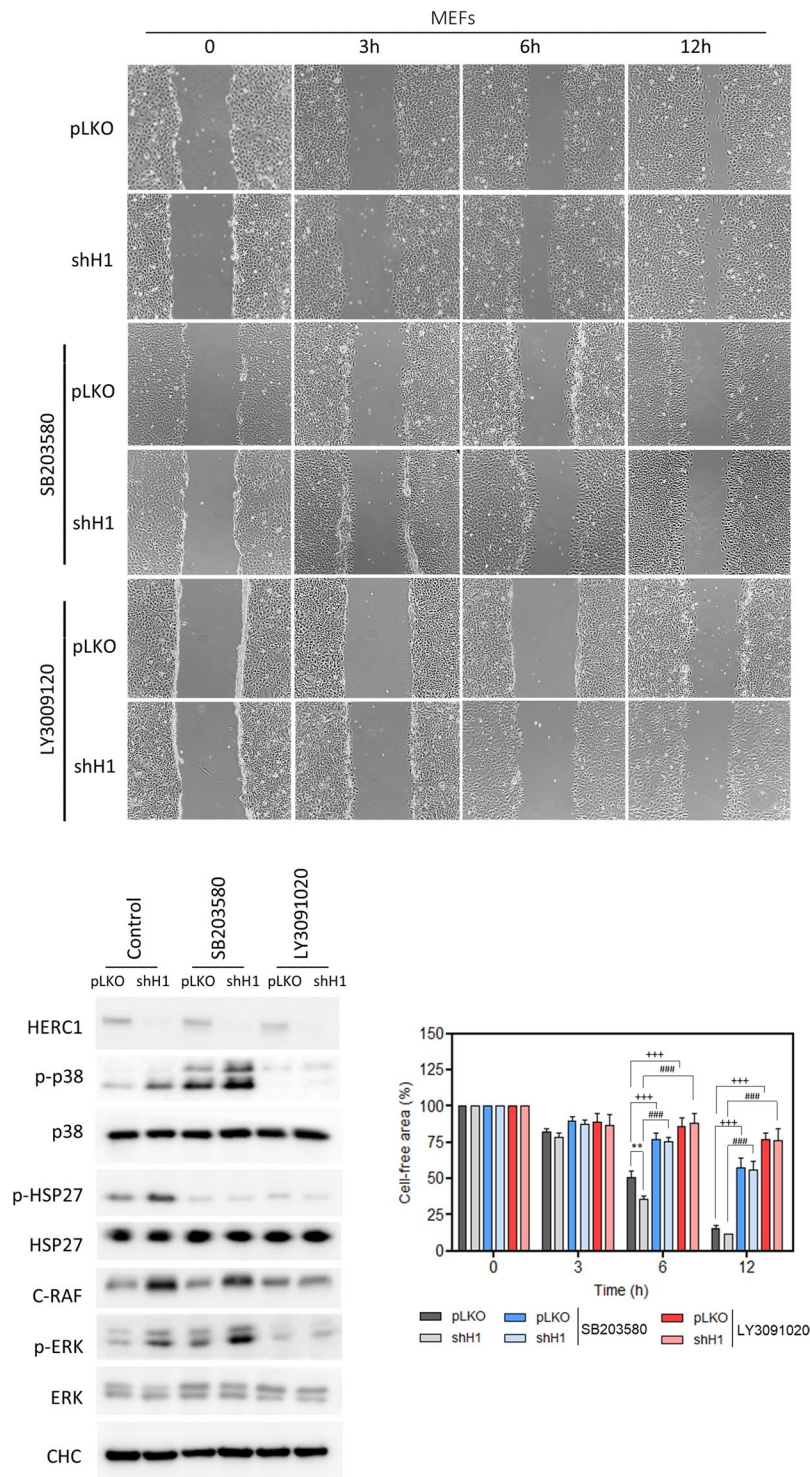 MEFs
0 3h 6h 12h
pLKO
shH1
SB203580
pLKO
shH1
LY3009120
pLKO
shH1
Control SB203580 LY3091020
pLKO shH1 pLKO shH1 pLKO shH1
HERC1
p-p38
p38
p-HSP27
HSP27
C-RAF
p-ERK
ERK
CHC
150
125
100
75
50
25
0
Cell-free area (%)
** +++ ### +++ ###
+++ ### +++ ###
0 3 6 12
Time (h)
pLKO pLKO pLKO
shH1 shH1 SB203580 shH1 LY3091020